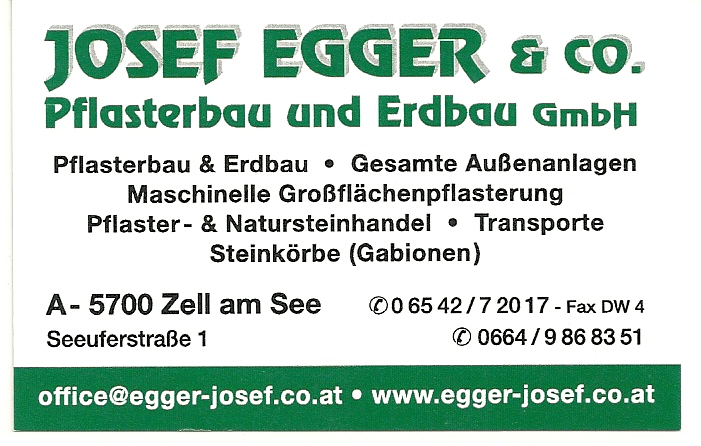 JOSEF EGGER & CO.
Pflasterbau und Erdbau GmbH
Pflasterbau & Erdbau • Gesamte Außenanlagen
Maschinelle Großflächenpflasterung
Pflaster- & Natursteinhandel • Transporte
Steinkörbe (Gabionen)
A- 5700 Zell am See ✆ 0 65 42 / 7 20 17 - Fax DW 4
Seeuferstraße 1 ✆ 0664 / 9 86 83 51
office@egger-josef.co.at • www.egger-josef.co.at